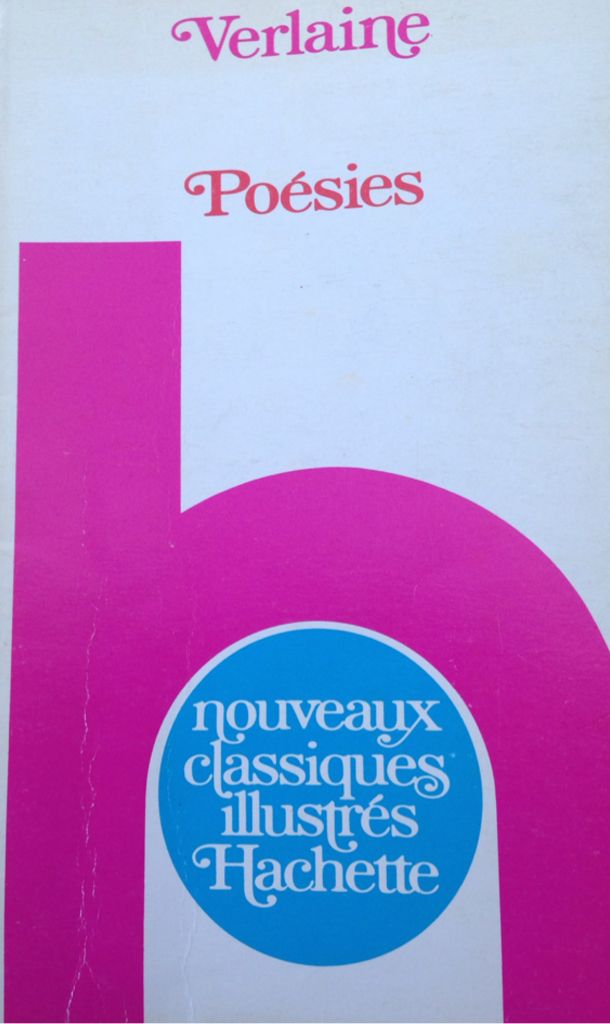 Verlaine
Poésies
h
nouveaux
classiques
illustrés
Hachette